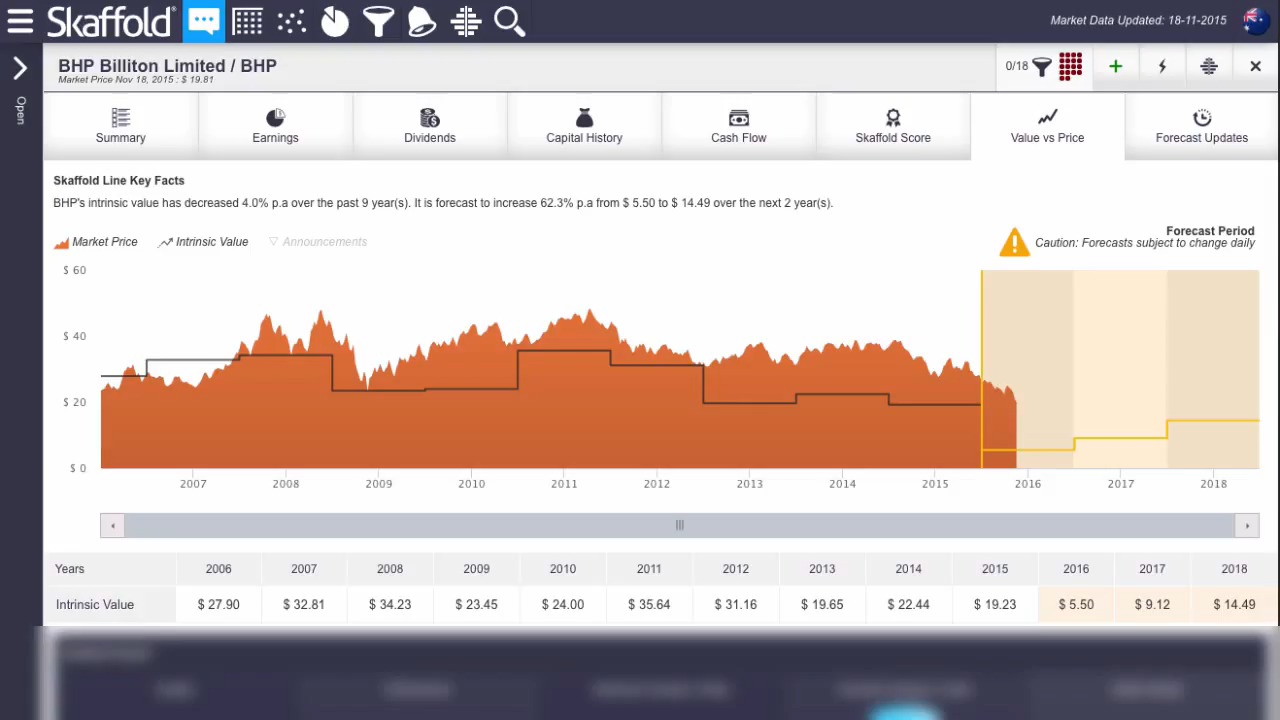 Skaffold®
Market Data Updated: 18-11-2015
Open
BHP Billiton Limited / BHP
Market Price Nov 18, 2015 : $ 19.81
0/18
Summary
Earnings
Dividends
Capital History
Cash Flow
Skaffold Score
Value vs Price
Forecast Updates
Skaffold Line Key Facts
BHP's intrinsic value has decreased 4.0% p.a over the past 9 year(s). It is forecast to increase 62.3% p.a from $ 5.50 to $ 14.49 over the next 2 year(s).
Market Price Intrinsic Value Announcements
Forecast Period
Caution: Forecasts subject to change daily
$ 60
$ 40
$ 20
$ 0
2007 2008 2009 2010 2011 2012 2013 2014 2015 2016 2017 2018
Years 2006 2007 2008 2009 2010 2011 2012 2013 2014 2015 2016 2017 2018
Intrinsic Value $ 27.90 $ 32.81 $ 34.23 $ 23.45 $ 24.00 $ 35.64 $ 31.16 $ 19.65 $ 22.44 $ 19.23 $ 5.50 $ 9.12 $ 14.49